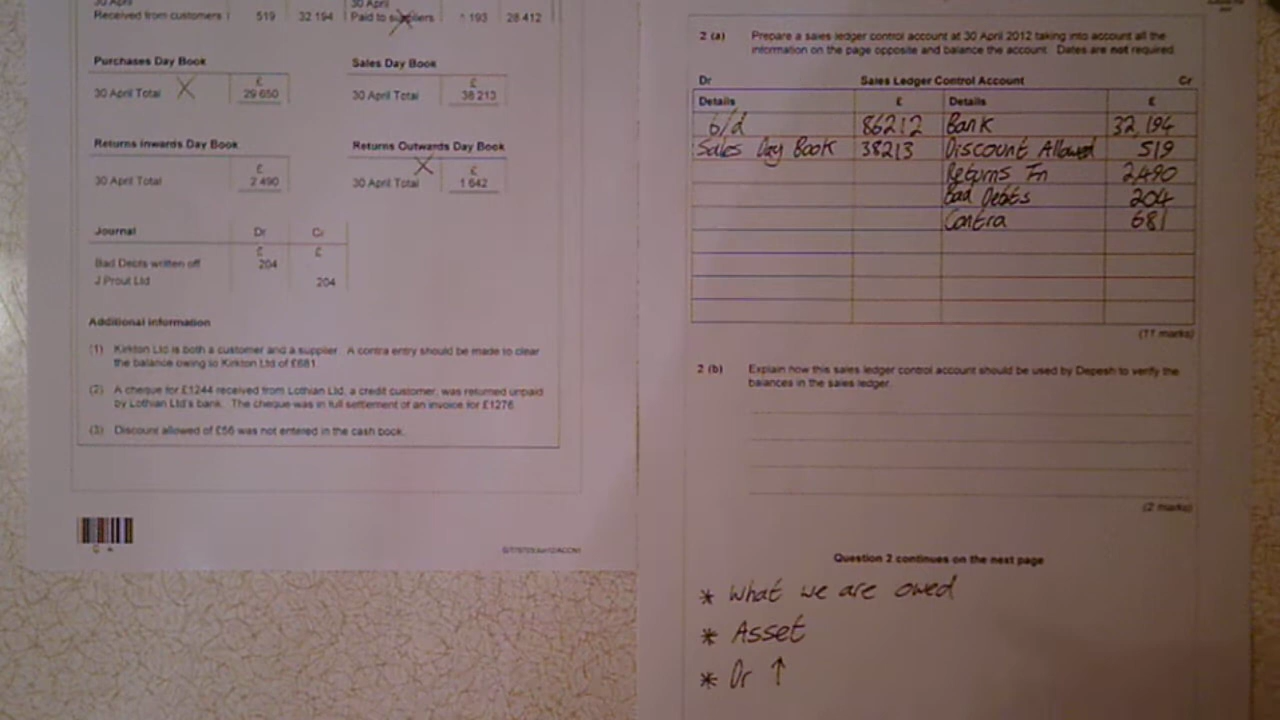 30 April
Received from customers 519 32 194
30 April
Paid to suppliers 193 28 412
Purchases Day Book
£
30 April Total 29 650
Sales Day Book
£
30 April Total 38 213
Returns Inwards Day Book
£
30 April Total 2 490
Returns Outwards Day Book
£
30 April Total 1 642
Journal Dr Cr
£ £
Bad Debts written off 204
J Prout Ltd 204
Additional information
(1) Kirkton Ltd is both a customer and a supplier. A contra entry should be made to clear
the balance owing to Kirkton Ltd of £681.
(2) A cheque for £1244 received from Lothian Ltd, a credit customer, was returned unpaid
by Lothian Ltd's bank. The cheque was in full settlement of an invoice for £1276.
(3) Discount allowed of £56 was not entered in the cash book.
2 (a) Prepare a sales ledger control account at 30 April 2012 taking into account all the
information on the page opposite and balance the account. Dates are not required.
Dr Sales Ledger Control Account Cr
Details £ Details £
b/d 86212 Bank 32,194
Sales Day Book 38213 Discount Allowed 519
Returns In 2,490
Bad Debts 204
Contra 681
(11 marks)
2 (b) Explain how this sales ledger control account should be used by Depesh to verify the
balances in the sales ledger.
(2 marks)
Question 2 continues on the next page
* What we are owed
* Asset
* Dr ↑